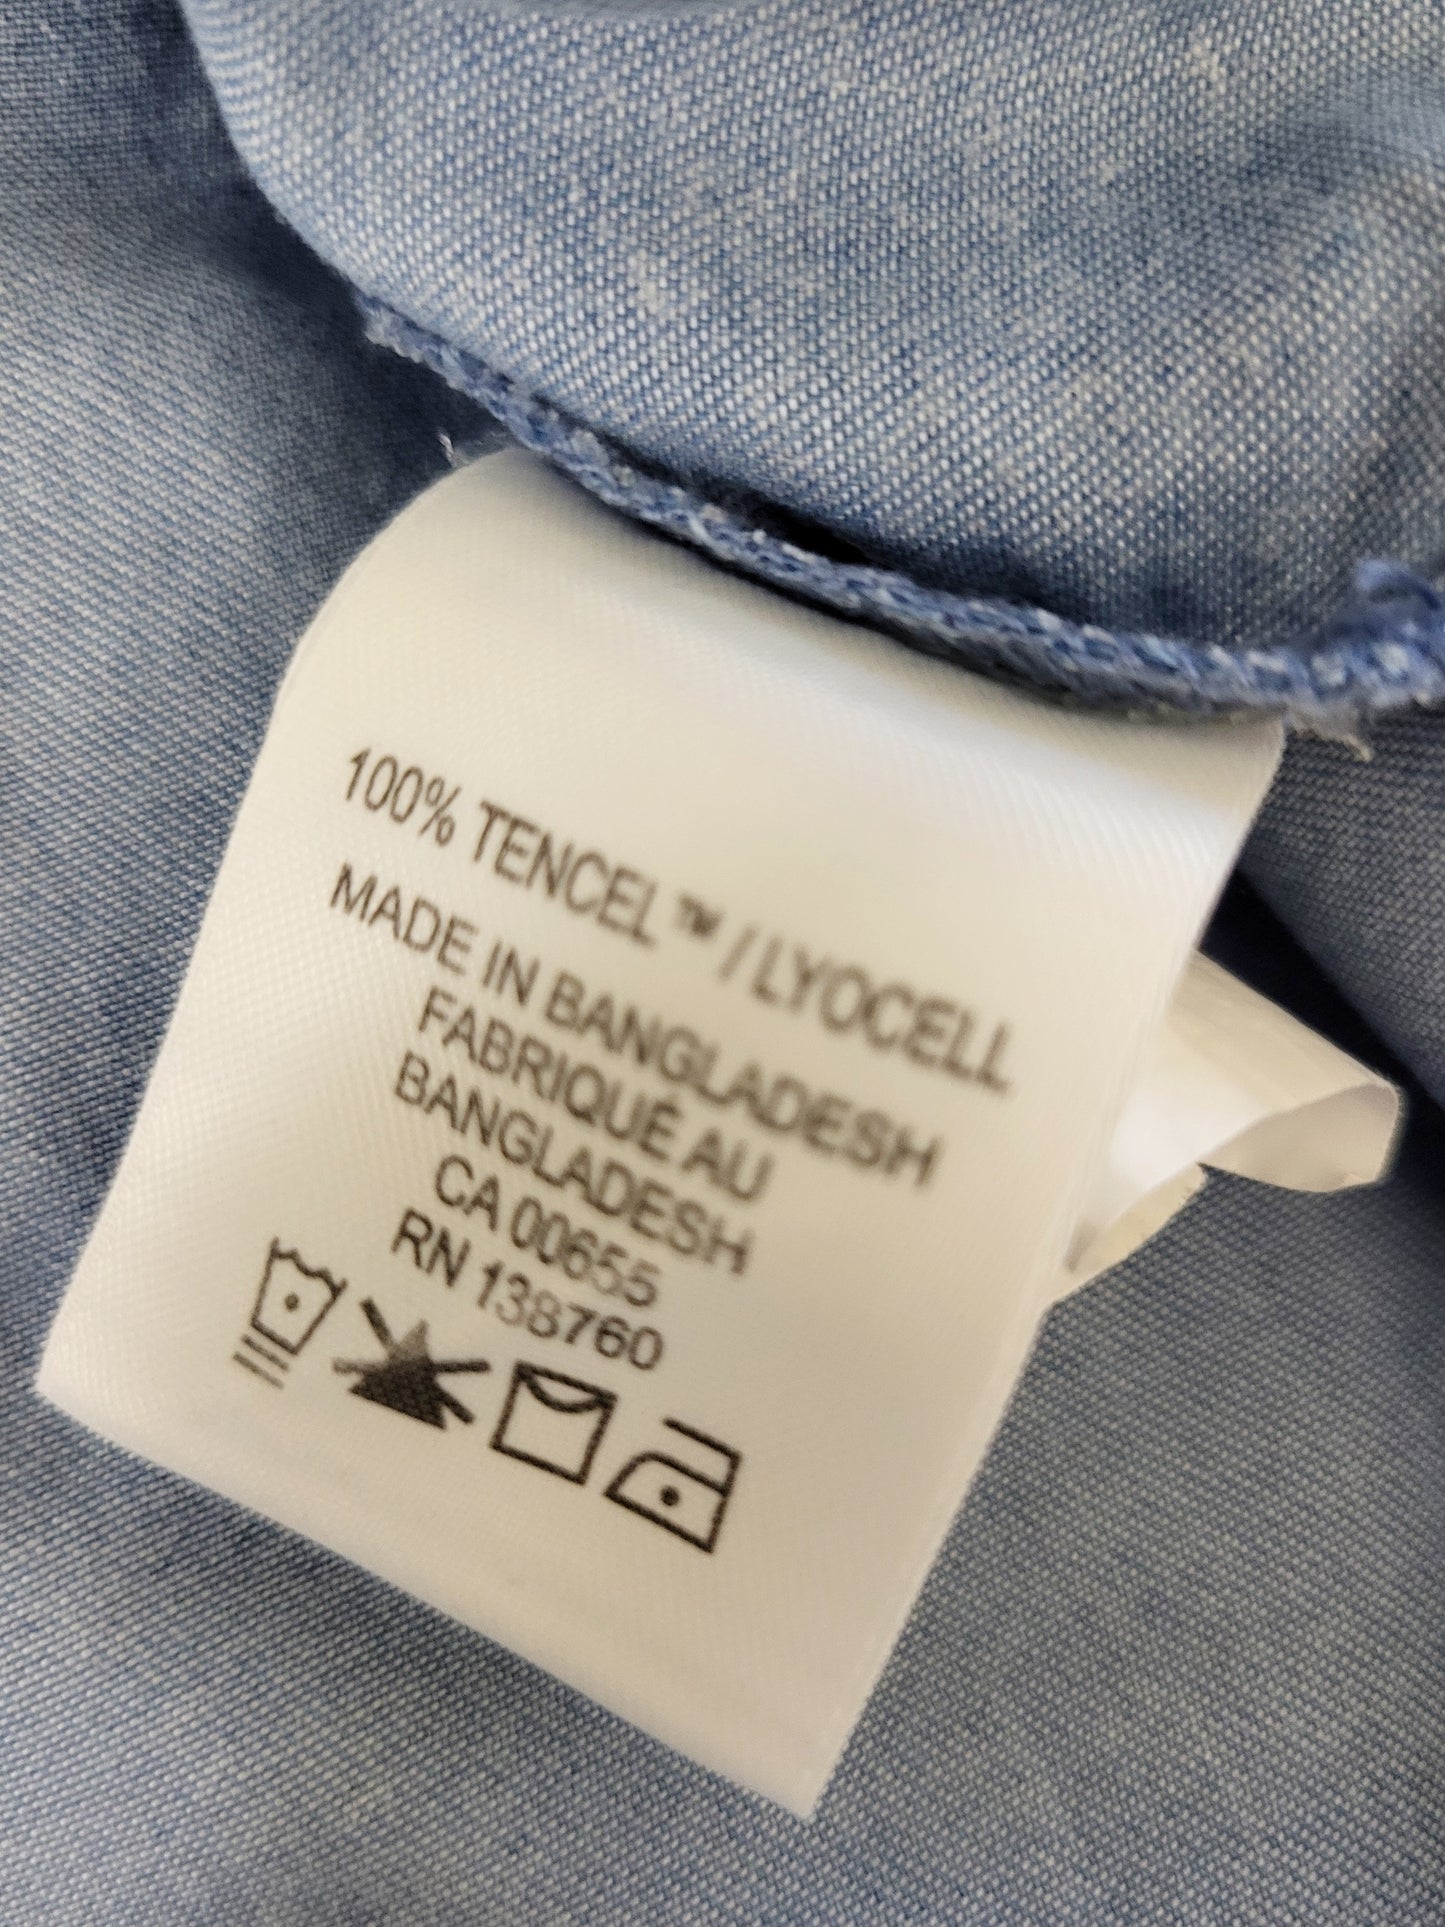 100% TENCEL™ / LYOCELL
MADE IN BANGLADESH
FABRIQUÉ AU
BANGLADESH
CA 00655
RN 138760